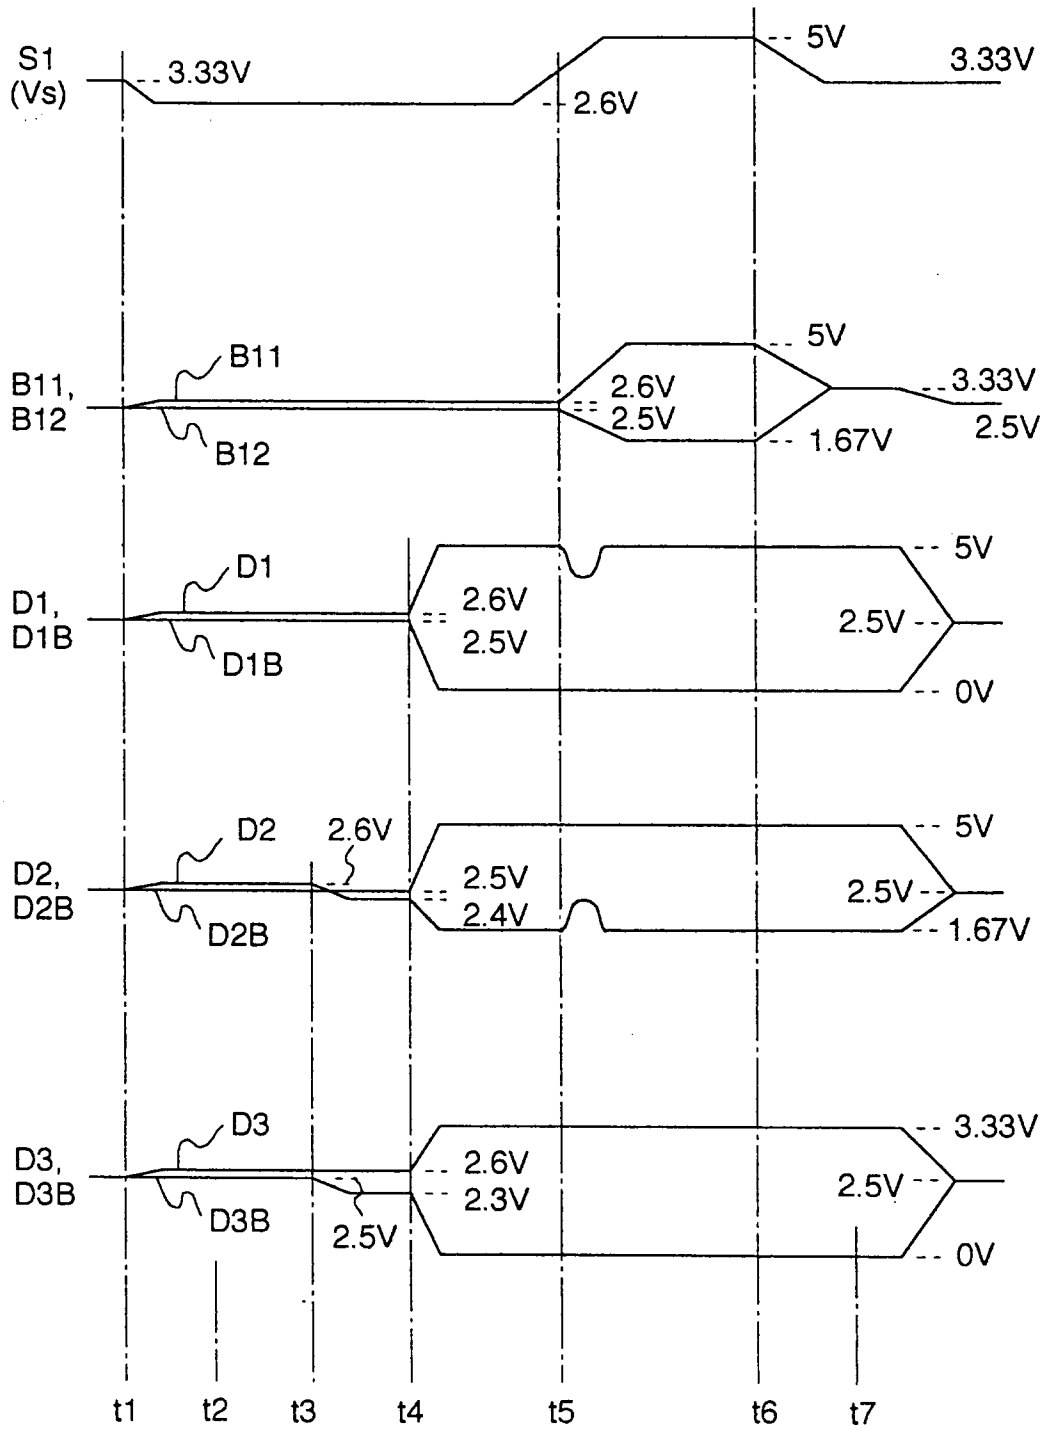 S1
(Vs)
3.33V
2.6V
5V
3.33V
B11,
B12
B11
B12
2.6V
2.5V
5V
1.67V
3.33V
2.5V
D1,
D1B
D1
D1B
2.6V
2.5V
5V
2.5V
0V
D2,
D2B
D2
D2B
2.6V
2.5V
2.4V
5V
2.5V
1.67V
D3,
D3B
D3
D3B
2.5V
2.6V
2.3V
3.33V
2.5V
0V
t1 t2 t3 t4 t5 t6 t7